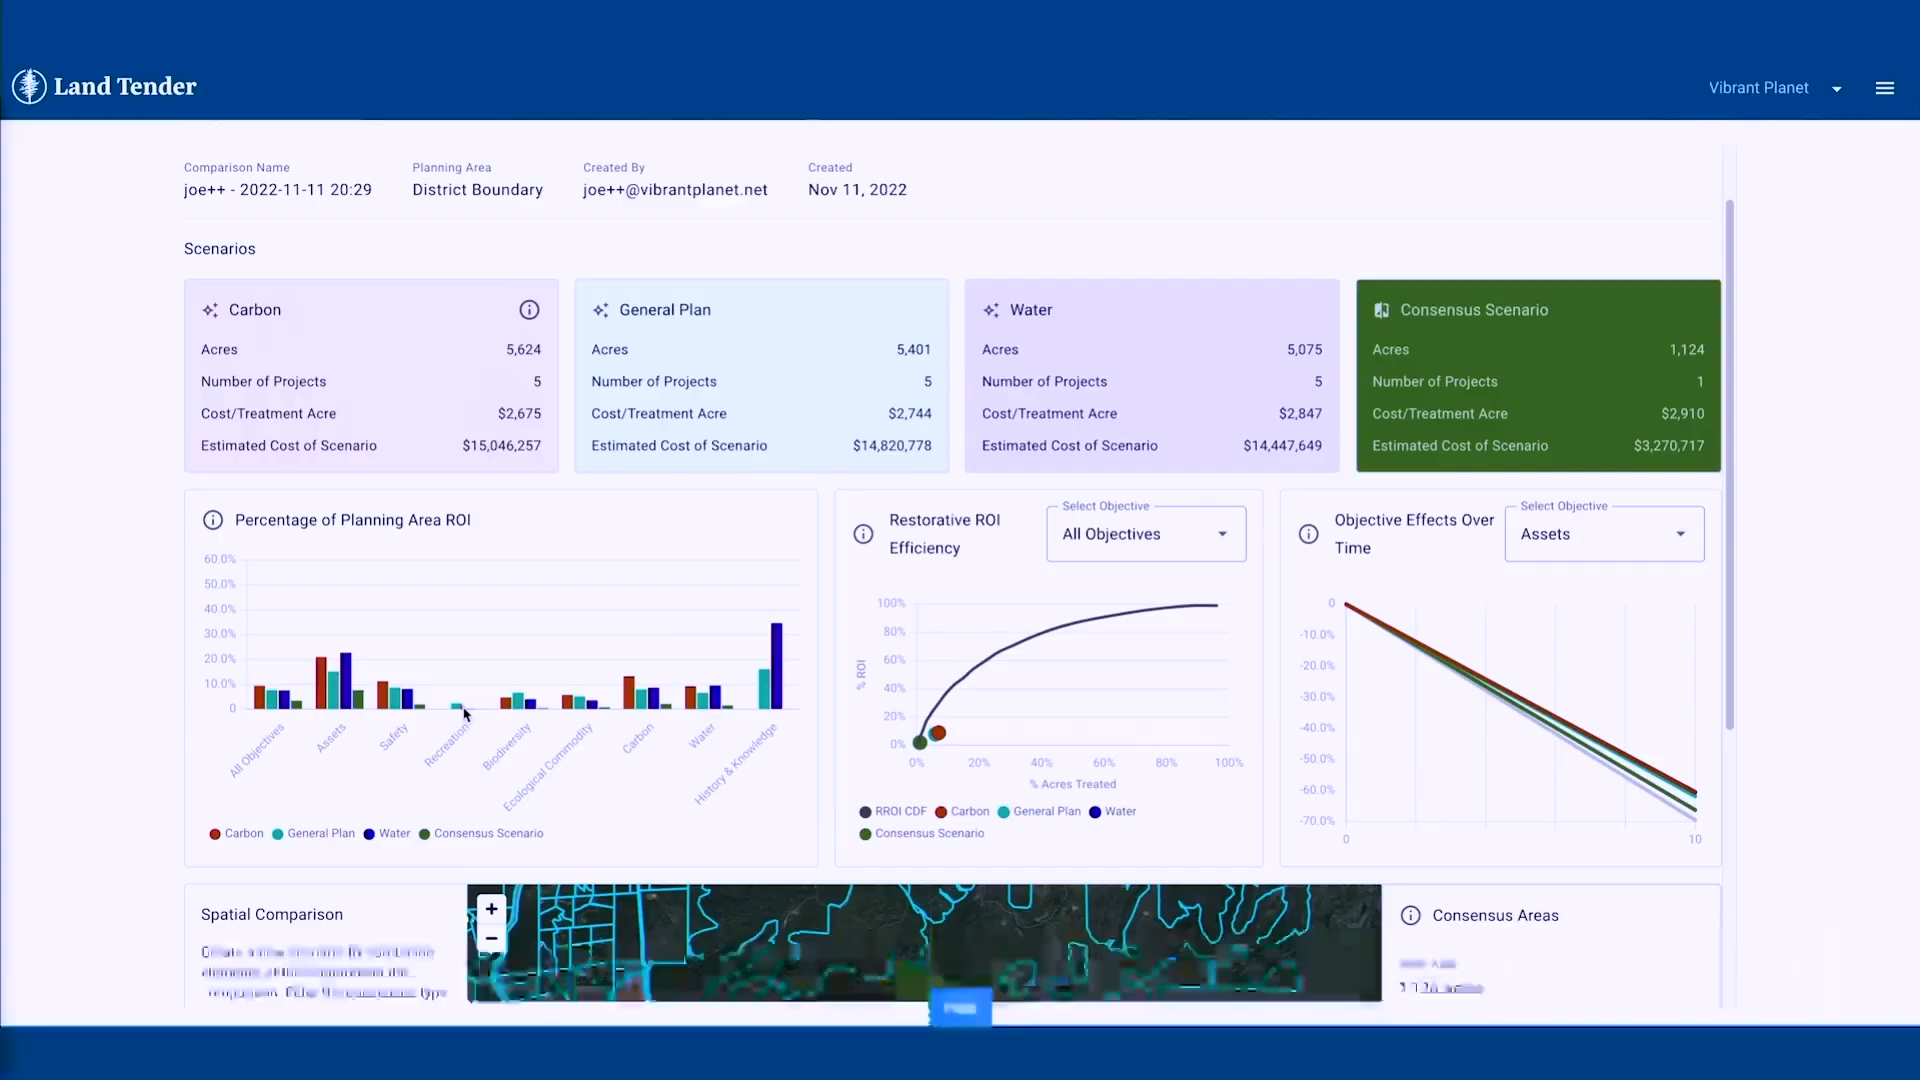 Land Tender
Vibrant Planet
Comparison Name
joe++ - 2022-11-11 20:29
Planning Area
District Boundary
Created By
joe++@vibrantplanet.net
Created
Nov 11, 2022
Scenarios
Carbon
Acres 5,624
Number of Projects 5
Cost/Treatment Acre $2,675
Estimated Cost of Scenario $15,046,257
General Plan
Acres 5,401
Number of Projects 5
Cost/Treatment Acre $2,744
Estimated Cost of Scenario $14,820,778
Water
Acres 5,075
Number of Projects 5
Cost/Treatment Acre $2,847
Estimated Cost of Scenario $14,447,649
Consensus Scenario
Acres 1,124
Number of Projects 1
Cost/Treatment Acre $2,910
Estimated Cost of Scenario $3,270,717
Percentage of Planning Area ROI
60.0%
50.0%
40.0%
30.0%
20.0%
10.0%
0
All Objectives
Assets
Safety
Recreation
Biodiversity
Ecological Commodity
Carbon
Water
History & Knowledge
Carbon General Plan Water Consensus Scenario
Restorative ROI
Efficiency
Select Objective
All Objectives
% ROI
100%
80%
60%
40%
20%
0%
0% 20% 40% 60% 80% 100%
% Acres Treated
RROI CDF Carbon General Plan Water
Consensus Scenario
Objective Effects Over
Time
Select Objective
Assets
0
-10.0%
-20.0%
-30.0%
-40.0%
-50.0%
-60.0%
-70.0%
0 10
Spatial Comparison
+
−
Consensus Areas